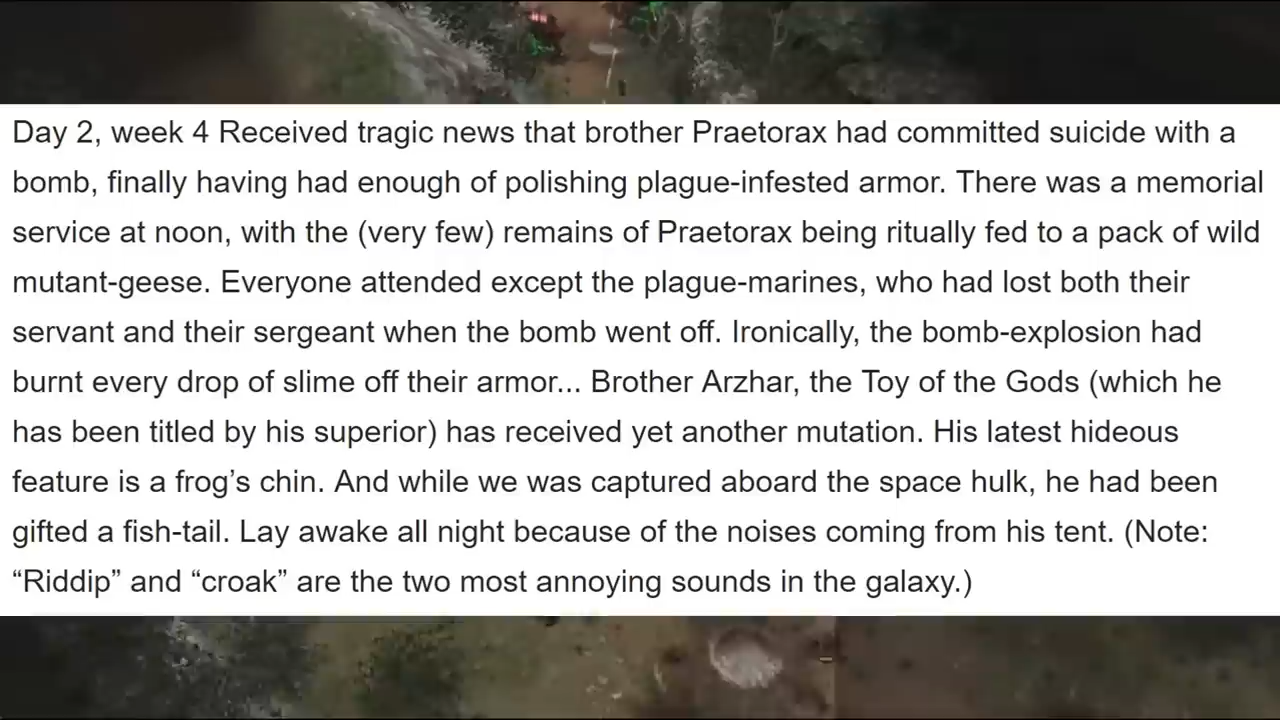 Day 2, week 4 Received tragic news that brother Praetorax had committed suicide with a
bomb, finally having had enough of polishing plague-infested armor. There was a memorial
service at noon, with the (very few) remains of Praetorax being ritually fed to a pack of wild
mutant-geese. Everyone attended except the plague-marines, who had lost both their
servant and their sergeant when the bomb went off. Ironically, the bomb-explosion had
burnt every drop of slime off their armor... Brother Arzhar, the Toy of the Gods (which he
has been titled by his superior) has received yet another mutation. His latest hideous
feature is a frog’s chin. And while we was captured aboard the space hulk, he had been
gifted a fish-tail. Lay awake all night because of the noises coming from his tent. (Note:
“Riddip” and “croak” are the two most annoying sounds in the galaxy.)